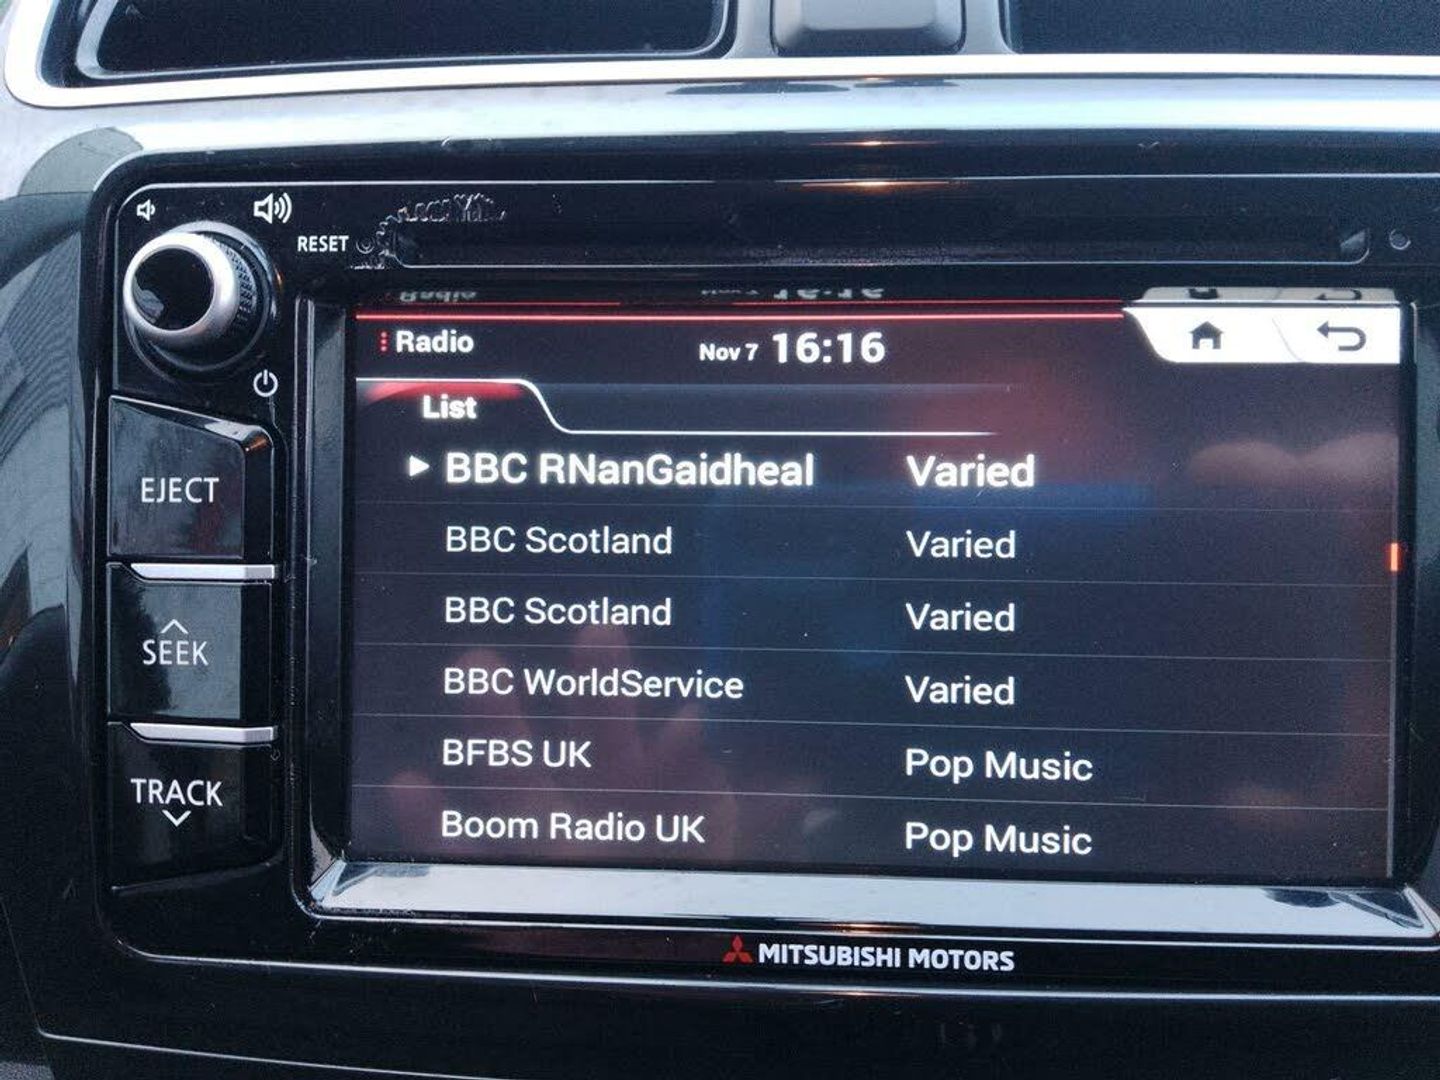 RESET
Radio
Nov 7 16:16
List
BBC RNanGaidheal Varied
BBC Scotland Varied
BBC Scotland Varied
BBC WorldService Varied
BFBS UK Pop Music
Boom Radio UK Pop Music
EJECT
SEEK
TRACK
MITSUBISHI MOTORS